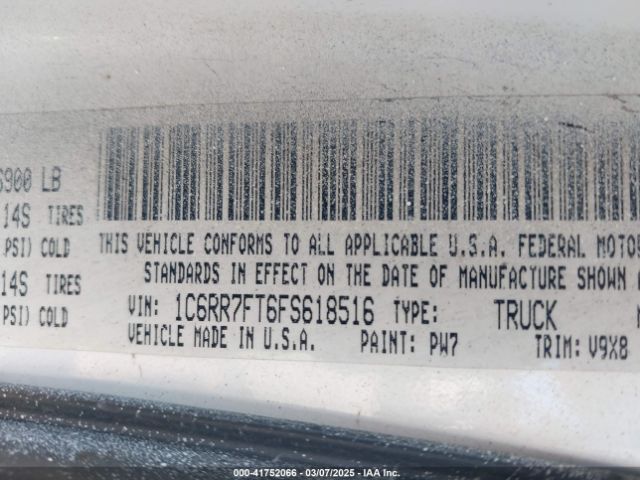 6900 LB
14S TIRES
PSI) COLD
THIS VEHICLE CONFORMS TO ALL APPLICABLE U.S.A. FEDERAL MOTO
STANDARDS IN EFFECT ON THE DATE OF MANUFACTURE SHOWN A
14S TIRES
VIN: 1C6RR7FT6FS618516 TYPE: TRUCK
PSI) COLD
VEHICLE MADE IN U.S.A. PAINT: PW7 TRIM: V9X8
000-41752066 — 03/07/2025 — IAA Inc.